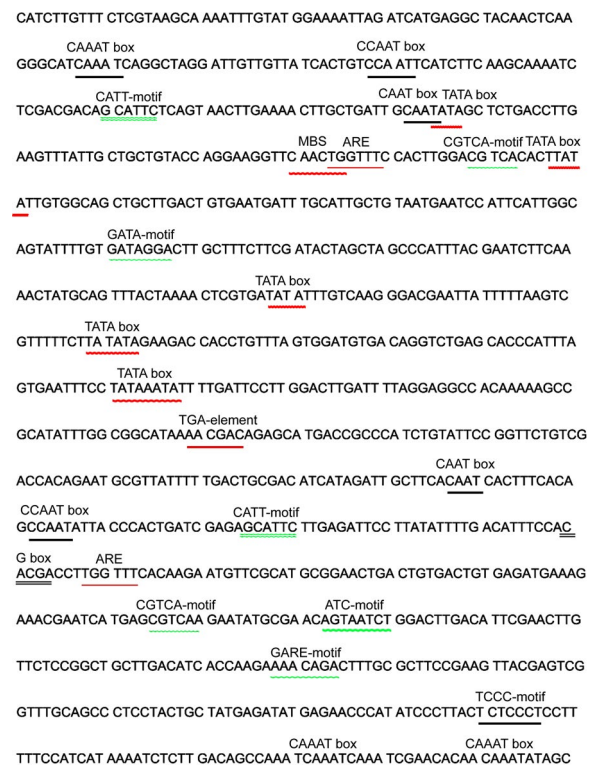 CATCTTGTTT CTCGTAAGCA AAATTTGTAT GGAAAATTAG ATCATGAGGC TACAACTCAA
CAAAT box CCAAT box
GGGCATCAAA TCAGGCTAGG ATTGTTGTTA TCACTGTCCA ATTCATCTTC AAGCAAAATC
CATT-motif CAAT box TATA box
TCGACGACAG CATTCTCAGT AACTTGAAAA CTTGCTGATT GCAATATAGC TCTGACCTTG
MBS ARE CGTCA-motif TATA box
AAGTTTATTG CTGCTGTACC AGGAAGGTTC AACTGGTTTC CACTTGGACG TCACACTTAT
ATTGTGGCAG CTGCTTGACT GTGAATGATT TGCATTGCTG TAATGAATCC ATTCATTGGC
GATA-motif
AGTATTTTGT GATAGGACTT GCTTTCTTCG ATACTAGCTA GCCCATTTAC GAATCTTCAA
TATA box
AACTATGCAG TTTACTAAAA CTCGTGATAT ATTTGTCAAG GGACGAATTA TTTTTAAGTC
TATA box
GTTTTTCTTA TATAGAAGAC CACCTGTTTA GTGGATGTGA CAGGTCTGAG CACCCATTTA
TATA box
GTGAATTTCC TATAAATATT TTGATTCCTT GGACTTGATT TTAGGAGGCC ACAAAAAGCC
TGA-element
GCATATTTGG CGGCATAAAA CGACAGAGCA TGACCGCCCA TCTGTATTCC GGTTCTGTCG
CAAT box
ACCACAGAAT GCGTTATTTT TGACTGCGAC ATCATAGATT GCTTCACAAT CACTTTCACA
CCAAT box CATT-motif
GCCAATATTA CCCACTGATC GAGAGCATTC TTGAGATTCC TTATATTTTG ACATTTCCAC
G box ARE
ACGACCTTGG TTTCACAAGA ATGTTCGCAT GCGGAACTGA CTGTGACTGT GAGATGAAAG
CGTCA-motif ATC-motif
AAACGAATCA TGAGCGTCAA GAATATGCGA ACAGTAATCT GGACTTGACA TTCGAACTTG
GARE-motif
TTCTCCGGCT GCTTGACATC ACCAAGAAAA CAGACTTTGC GCTTCCGAAG TTACGAGTCG
TCCC-motif
GTTTGCAGCC CTCCTACTGC TATGAGATAT GAGAACCCAT ATCCCTTACT CTCCCTCCTT
CAAAT box CAAAT box
TTTCCATCAT AAAATCTCTT GACAGCCAAA TCAAATCAAA TCGAACACAA CAAATATAGC